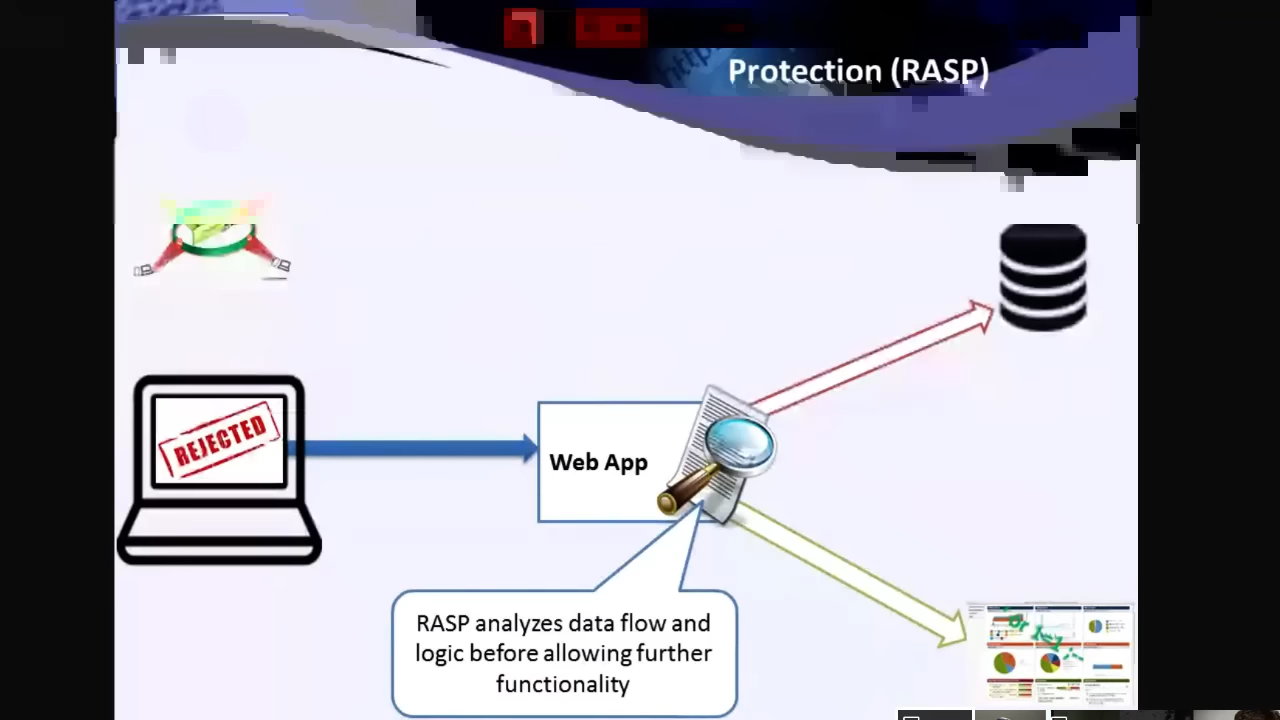 Protection (RASP)
REJECTED
Web App
RASP analyzes data flow and
logic before allowing further
functionality